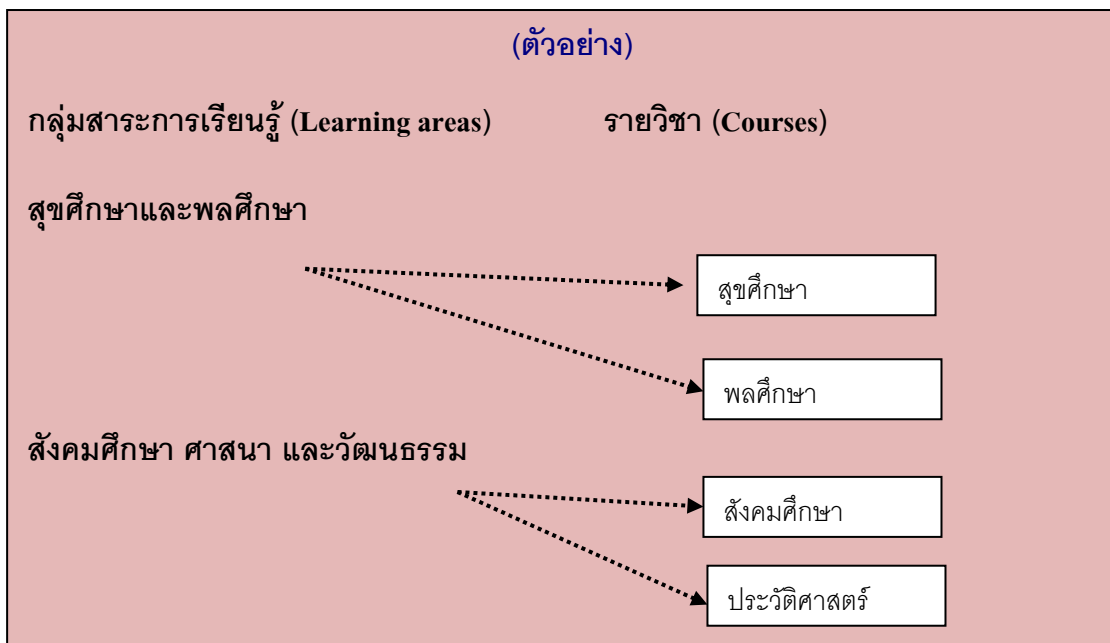 (ตัวอย่าง)
กลุ่มสาระการเรียนรู้ (Learning areas) รายวิชา (Courses)
สุขศึกษาและพลศึกษา
สุขศึกษา
พลศึกษา
สังคมศึกษา ศาสนา และวัฒนธรรม
สังคมศึกษา
ประวัติศาสตร์